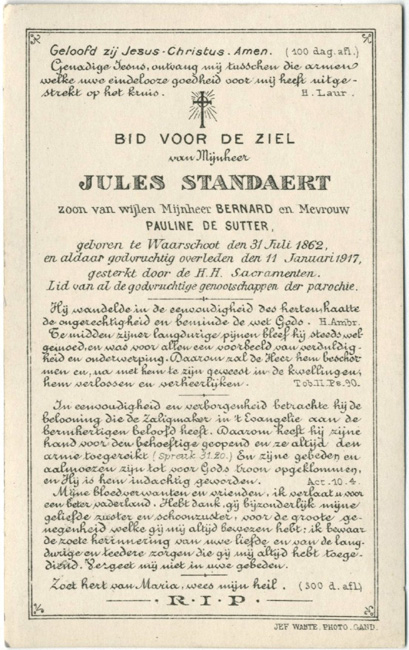 Geloofd zij Jesus-Christus. Amen. (100 dag. afl.)
Genadige Jesus, ontvang mij tusschen die armen
welke uwe eindelooze goedheid voor mij heeft uitge-
strekt op het kruis. H. Laur.
BID VOOR DE ZIEL
van Mijnheer
JULES STANDAERT
zoon van wijlen Mijnheer BERNARD en Mevrouw
PAULINE DE SUTTER,
geboren te Waarschoot den 31 Juli 1862,
en aldaar godvruchtig overleden den 11 Januari 1917,
gesterkt door de H.H. Sacramenten.
Lid van al de godvruchtige genootschappen der parochie.
Hij wandelde in de eenvoudigheid des herten, haatte
de ongerechtigheid en beminde de wet Gods. H. Ambr.
Te midden zijner langdurige pijnen bleef hij steeds wel-
gemoed, en was voor allen een voorbeeld van verduldig-
heid en onderwerping. Daarom zal de Heer hem bescher-
men en, na met hem te zijn geweest in de kwellingen,
hem verlossen en verheerlijken. Tob. II. Ps. 90.
In eenvoudigheid en verborgenheid betracht hij de
belooning die de Zaligmaker in 't Evangelie aan de
bermhertigen beloofd heeft. Daarom heeft hij zijne
hand voor den behoeftige geopend en ze altijd den
arme toegereikt (Spreuk 31.20.) En zijne gebeden en
aalmoezen zijn tot voor Gods troon opgeklommen,
en Hij is hem indachtig geworden. Act. 10. 4.
Mijne bloedverwanten en vrienden, ik verlaat u voor
een beter vaderland. Hebt dank, gij bijzonderlijk mijne
geliefde zuster en schoonzuster, voor de groote ge-
negenheid welke gij mij altijd bewezen hebt; ik bewaar
de zoete herinnering van uwe liefde en van de lang-
durige en teedere zorgen die gij mij altijd hebt toege-
diend. Vergeet mij niet in uwe gebeden.
Zoet hert van Maria, wees mijn heil. (300 d. afl.)
R.I.P.
JEF WANTE. PHOTO. GAND.